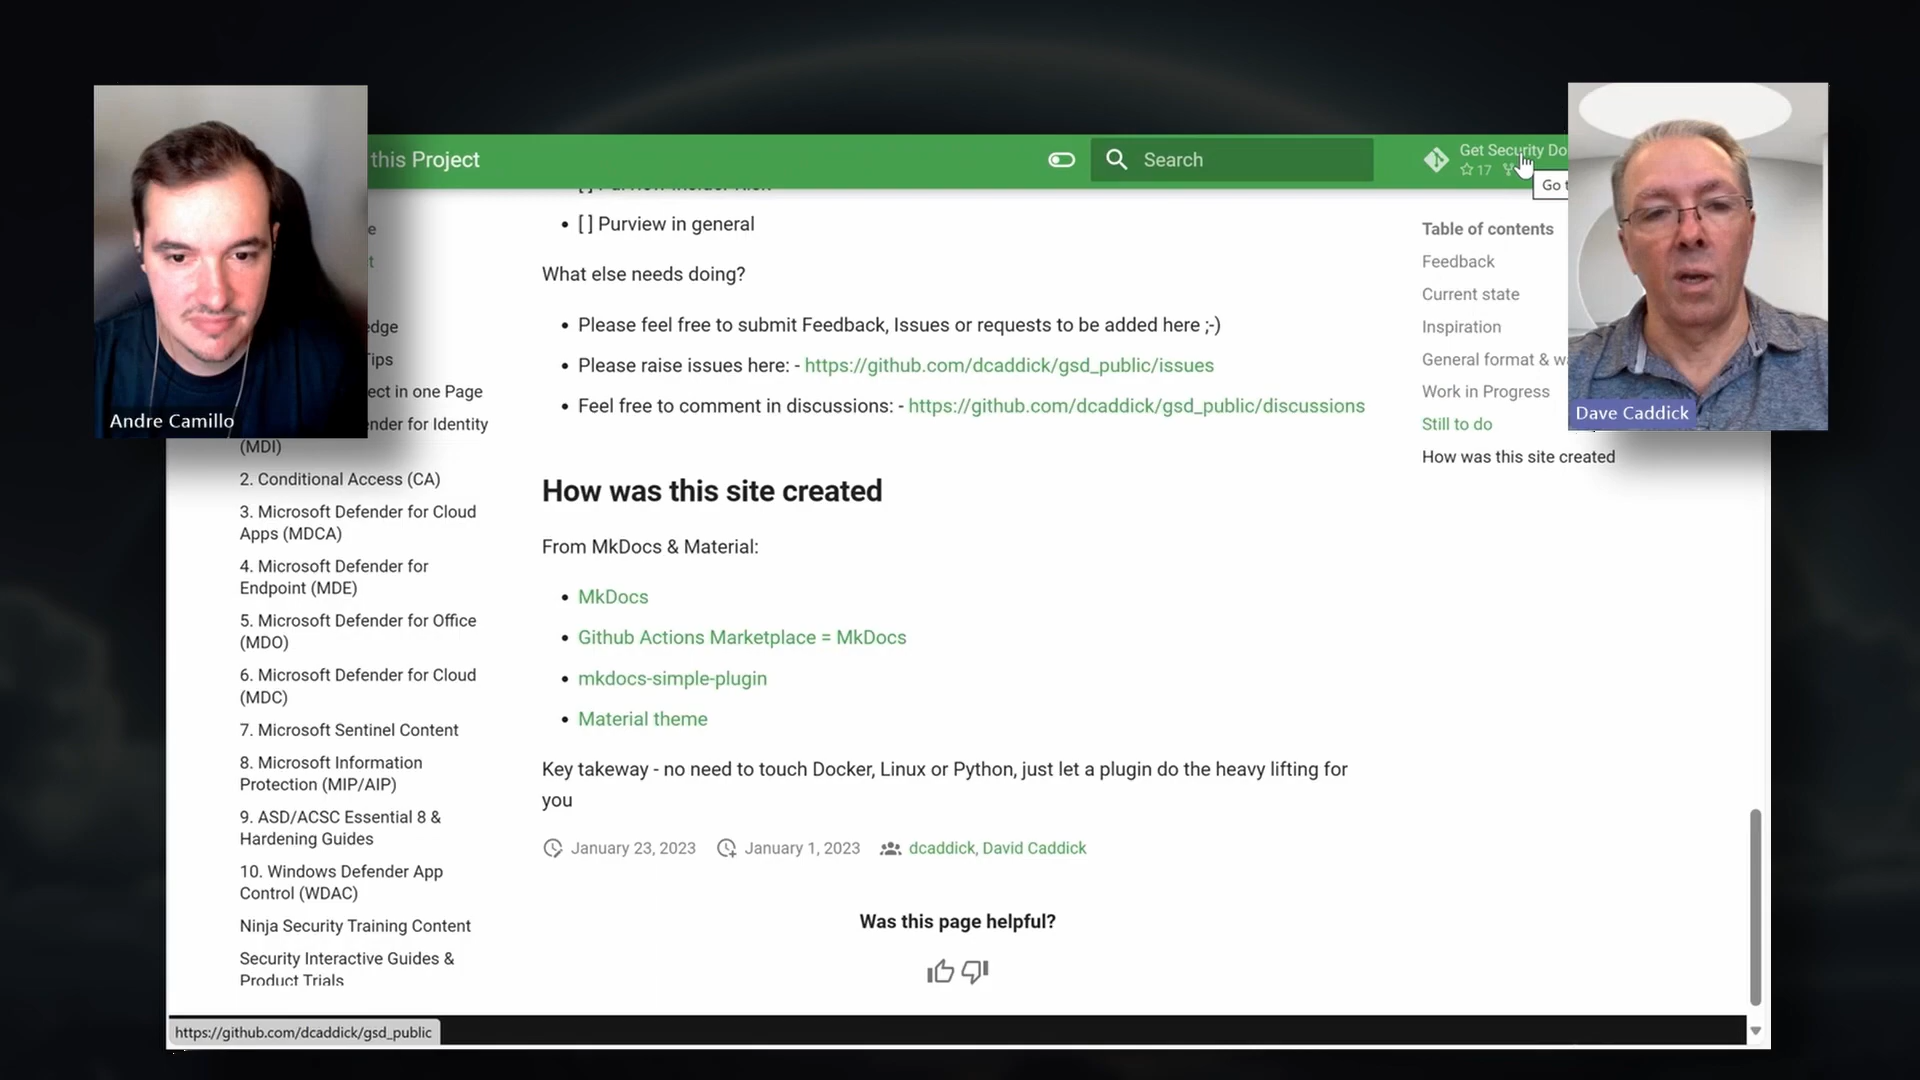 this Project
Search
Get Security Do
17
Go t
[ ] Purview in general
What else needs doing?
Please feel free to submit Feedback, Issues or requests to be added here ;-)
Please raise issues here: - https://github.com/dcaddick/gsd_public/issues
Feel free to comment in discussions: - https://github.com/dcaddick/gsd_public/discussions
How was this site created
From MkDocs & Material:
MkDocs
Github Actions Marketplace = MkDocs
mkdocs-simple-plugin
Material theme
Key takeway - no need to touch Docker, Linux or Python, just let a plugin do the heavy lifting for
you
January 23, 2023 January 1, 2023 dcaddick, David Caddick
Was this page helpful?
Andre Camillo
Dave Caddick
e
t
edge
Tips
ect in one Page
nder for Identity
(MDI)
2. Conditional Access (CA)
3. Microsoft Defender for Cloud
Apps (MDCA)
4. Microsoft Defender for
Endpoint (MDE)
5. Microsoft Defender for Office
(MDO)
6. Microsoft Defender for Cloud
(MDC)
7. Microsoft Sentinel Content
8. Microsoft Information
Protection (MIP/AIP)
9. ASD/ACSC Essential 8 &
Hardening Guides
10. Windows Defender App
Control (WDAC)
Ninja Security Training Content
Security Interactive Guides &
Product Trials
Table of contents
Feedback
Current state
Inspiration
General format & wa
Work in Progress
Still to do
How was this site created
https://github.com/dcaddick/gsd_public